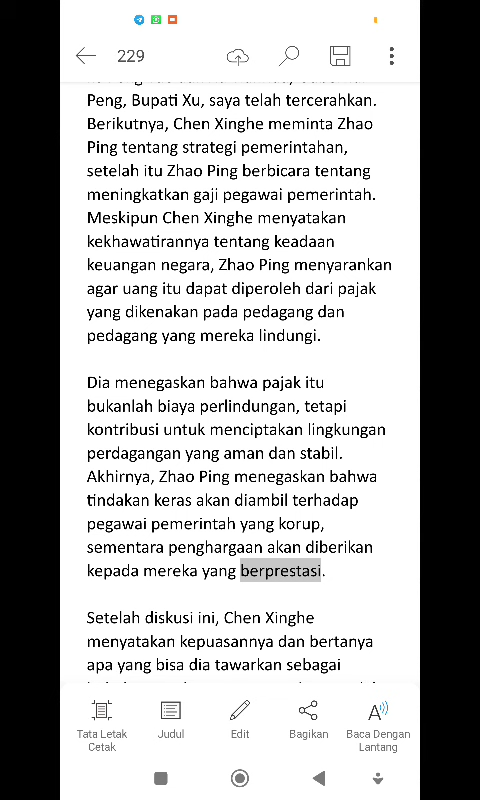 229
Peng, Bupati Xu, saya telah tercerahkan.
Berikutnya, Chen Xinghe meminta Zhao
Ping tentang strategi pemerintahan,
setelah itu Zhao Ping berbicara tentang
meningkatkan gaji pegawai pemerintah.
Meskipun Chen Xinghe menyatakan
kekhawatirannya tentang keadaan
keuangan negara, Zhao Ping menyarankan
agar uang itu dapat diperoleh dari pajak
yang dikenakan pada pedagang dan
pedagang yang mereka lindungi.
Dia menegaskan bahwa pajak itu
bukanlah biaya perlindungan, tetapi
kontribusi untuk menciptakan lingkungan
perdagangan yang aman dan stabil.
Akhirnya, Zhao Ping menegaskan bahwa
tindakan keras akan diambil terhadap
pegawai pemerintah yang korup,
sementara penghargaan akan diberikan
kepada mereka yang berprestasi.
Setelah diskusi ini, Chen Xinghe
menyatakan kepuasannya dan bertanya
apa yang bisa dia tawarkan sebagai
Tata Letak Cetak
Judul
Edit
Bagikan
Baca Dengan Lantang